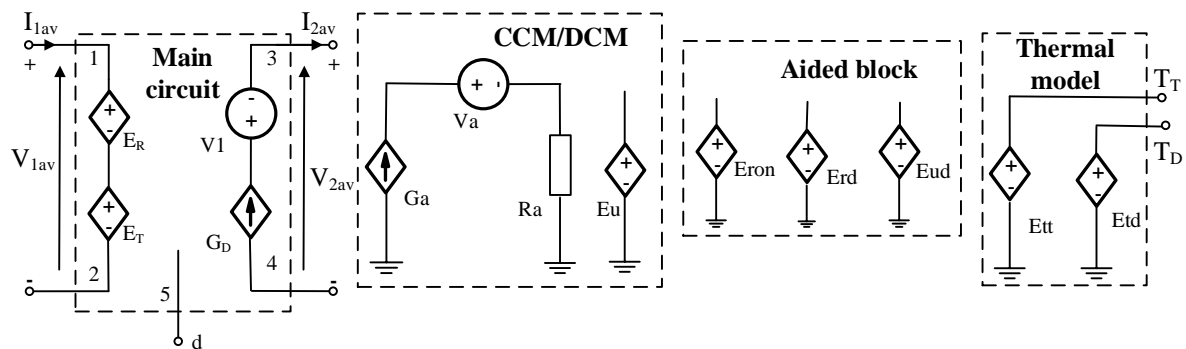 I1av
I2av
CCM/DCM
Main circuit
Aided block
Thermal model
+
1
3
+
TT
TD
ER
V1
Va
V1av
V2av
ET
GD
Ga
Ra
Eu
Eron
Erd
Eud
Ett
Etd
2
4
5
-
-
d